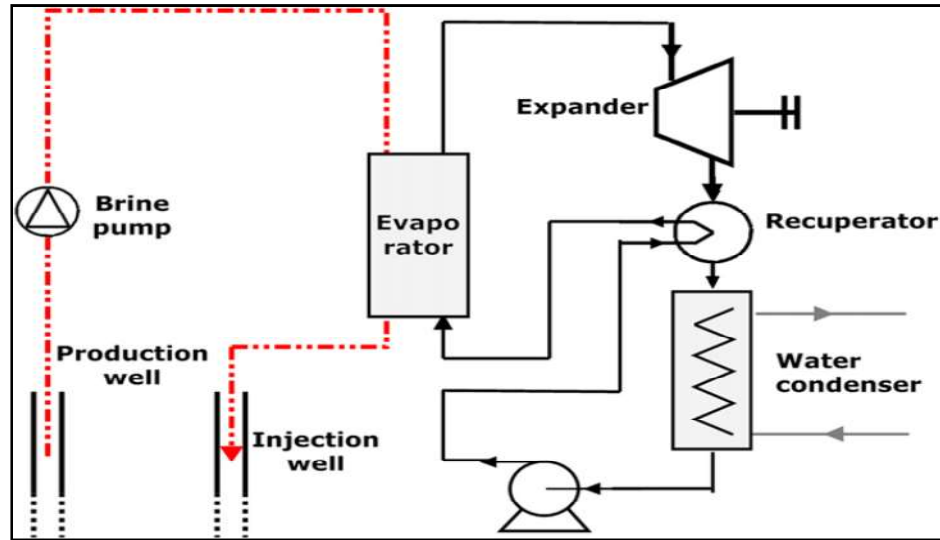 Expander
Brine
pump
Evapo
rator
Recuperator
Production
well
Water
condenser
Injection
well